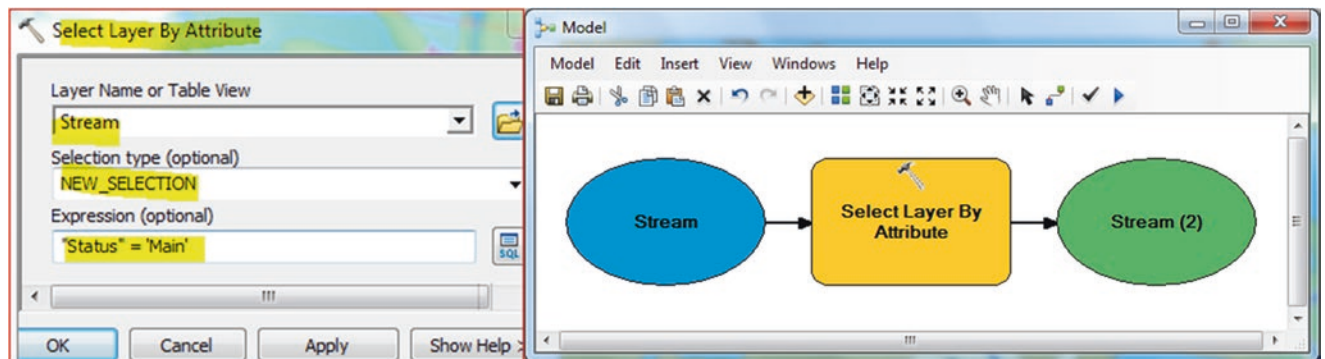 Select Layer By Attribute
Layer Name or Table View
Stream
Selection type (optional)
NEW_SELECTION
Expression (optional)
"Status" = 'Main'
SQL
OK Cancel Apply Show Help >
Model
Model Edit Insert View Windows Help
Stream
Select Layer By
Attribute
Stream (2)